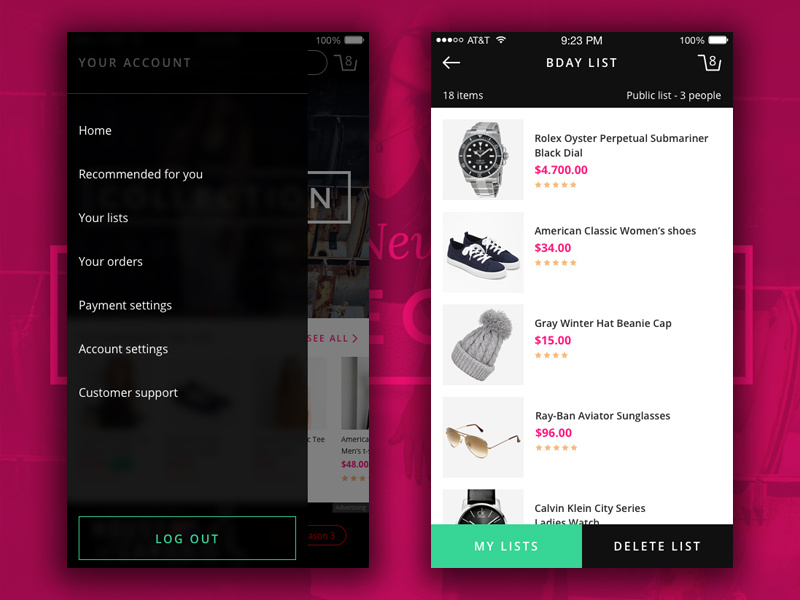 100%
YOUR ACCOUNT
8
Home
Recommended for you
COLLECTION
N
Your lists
Your orders
Payment settings
SEE ALL
Account settings
Customer support
c Tee
America
Men's t-s
$48.00
Advertising
ason 3
LOG OUT
New
AT&T 9:23 PM 100%
BDAY LIST 8
18 items Public list - 3 people
Rolex Oyster Perpetual Submariner
Black Dial
$4.700.00
American Classic Women's shoes
$34.00
Gray Winter Hat Beanie Cap
$15.00
Ray-Ban Aviator Sunglasses
$96.00
Calvin Klein City Series
Ladies Watch
MY LISTS DELETE LIST